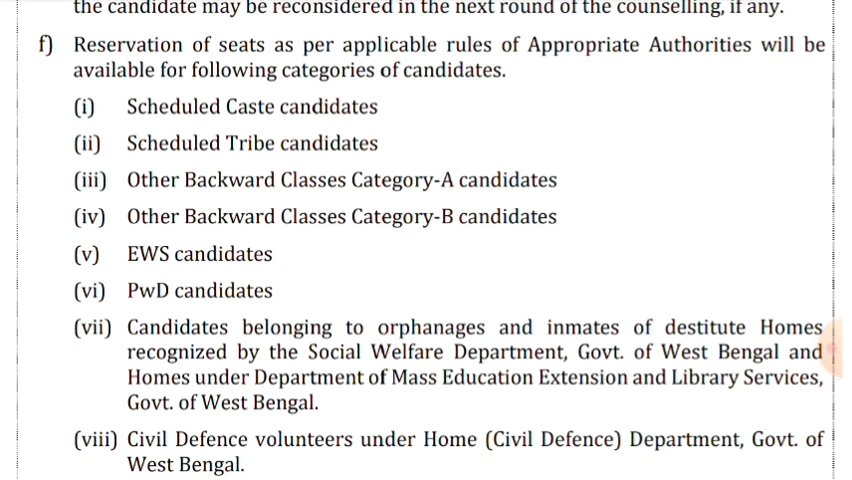 the candidate may be reconsidered in the next round of the counselling, if any.
f) Reservation of seats as per applicable rules of Appropriate Authorities will be
available for following categories of candidates.
(i) Scheduled Caste candidates
(ii) Scheduled Tribe candidates
(iii) Other Backward Classes Category-A candidates
(iv) Other Backward Classes Category-B candidates
(v) EWS candidates
(vi) PwD candidates
(vii) Candidates belonging to orphanages and inmates of destitute Homes
recognized by the Social Welfare Department, Govt. of West Bengal and
Homes under Department of Mass Education Extension and Library Services,
Govt. of West Bengal.
(viii) Civil Defence volunteers under Home (Civil Defence) Department, Govt. of
West Bengal.